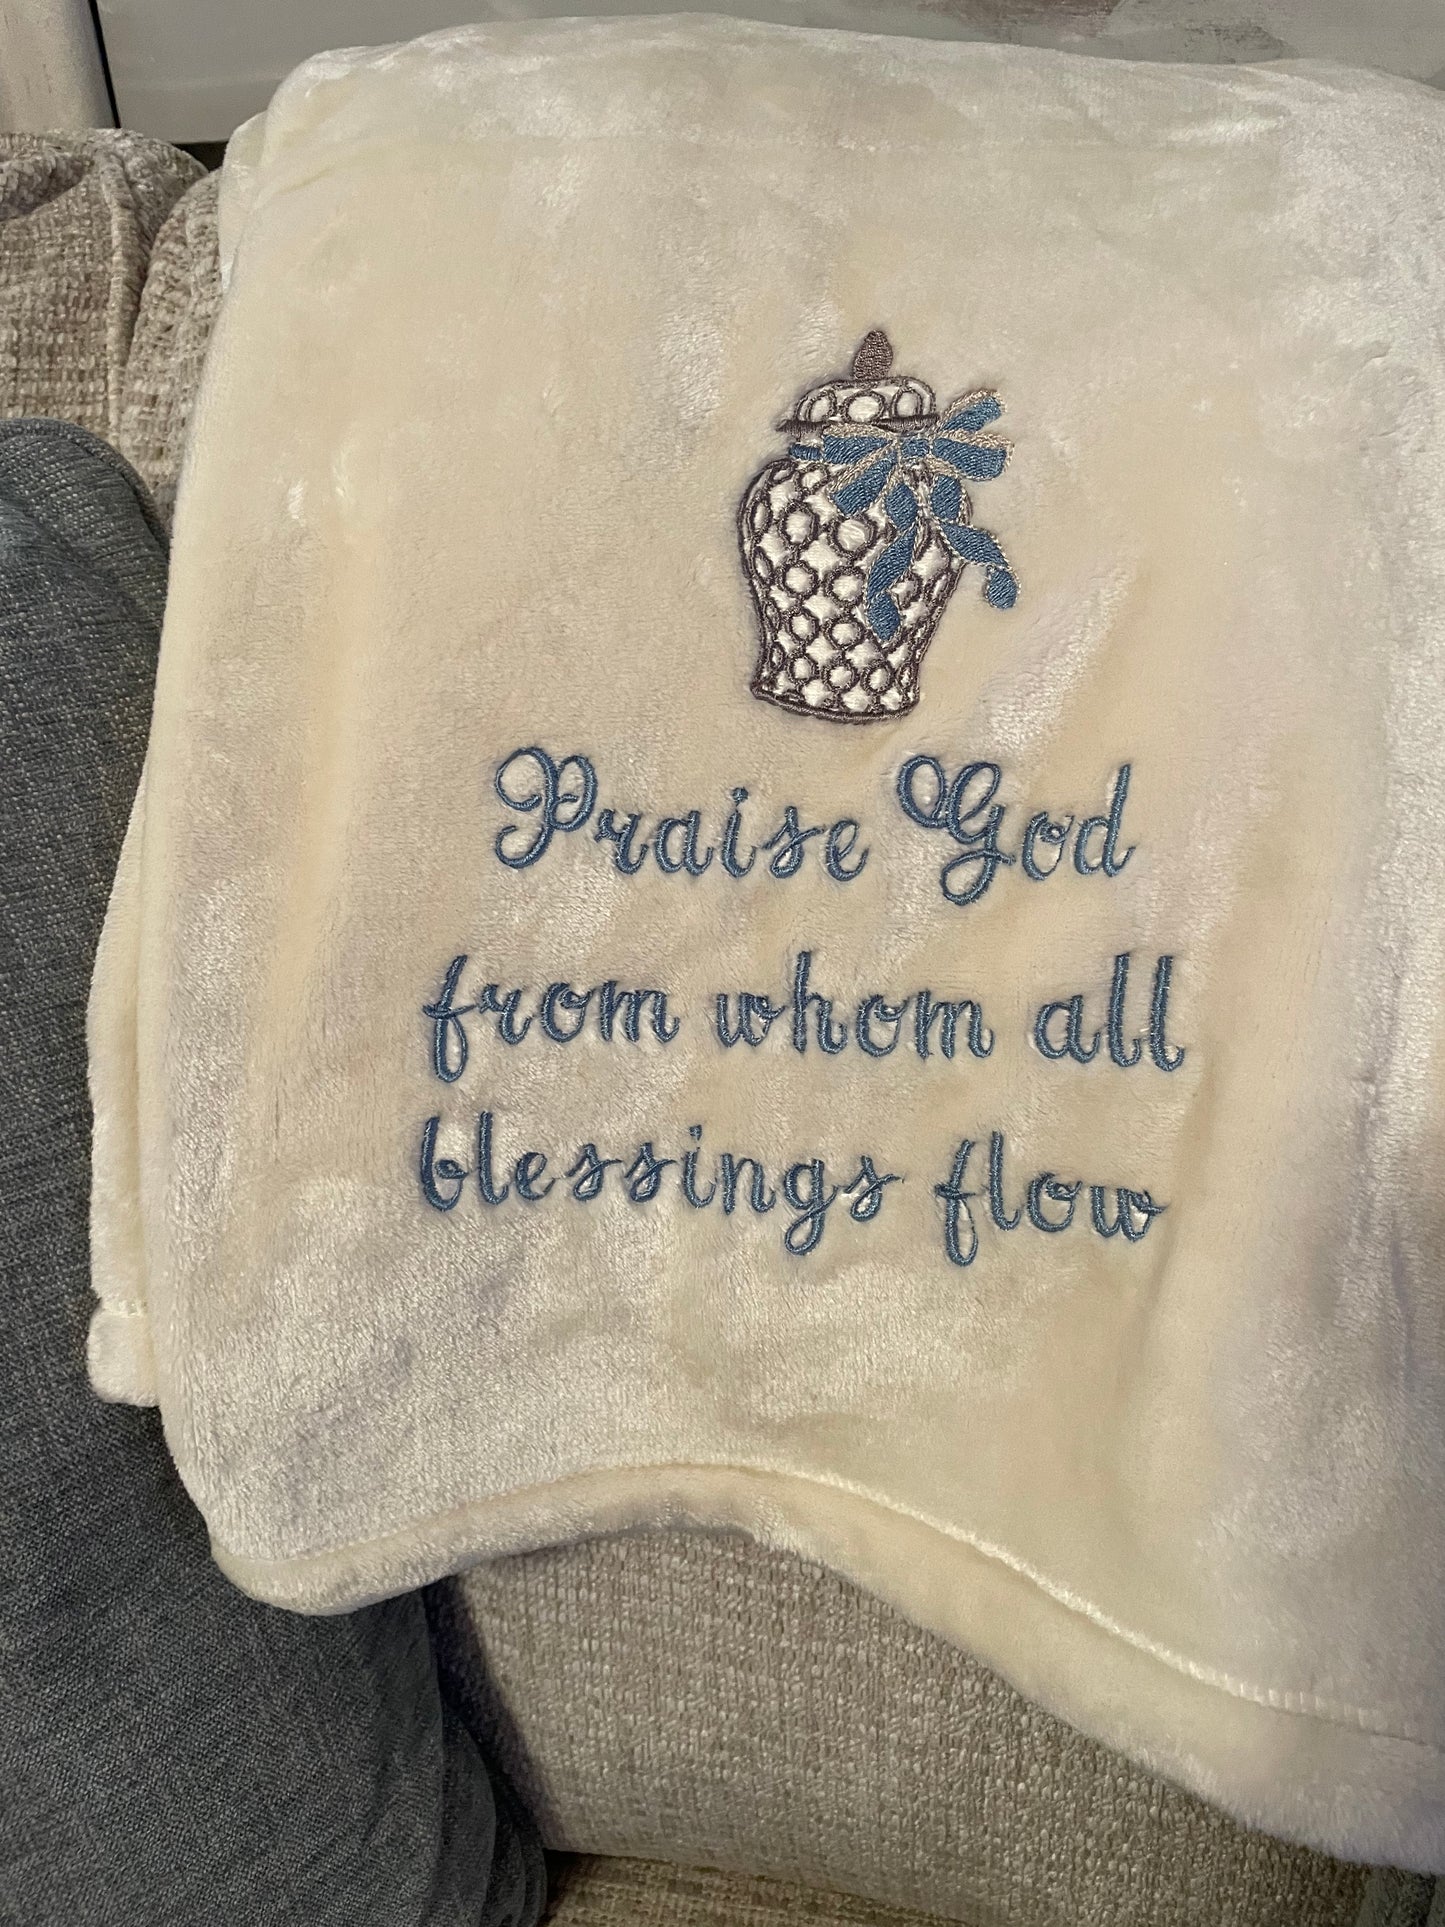 Praise God
from whom all
blessings flow